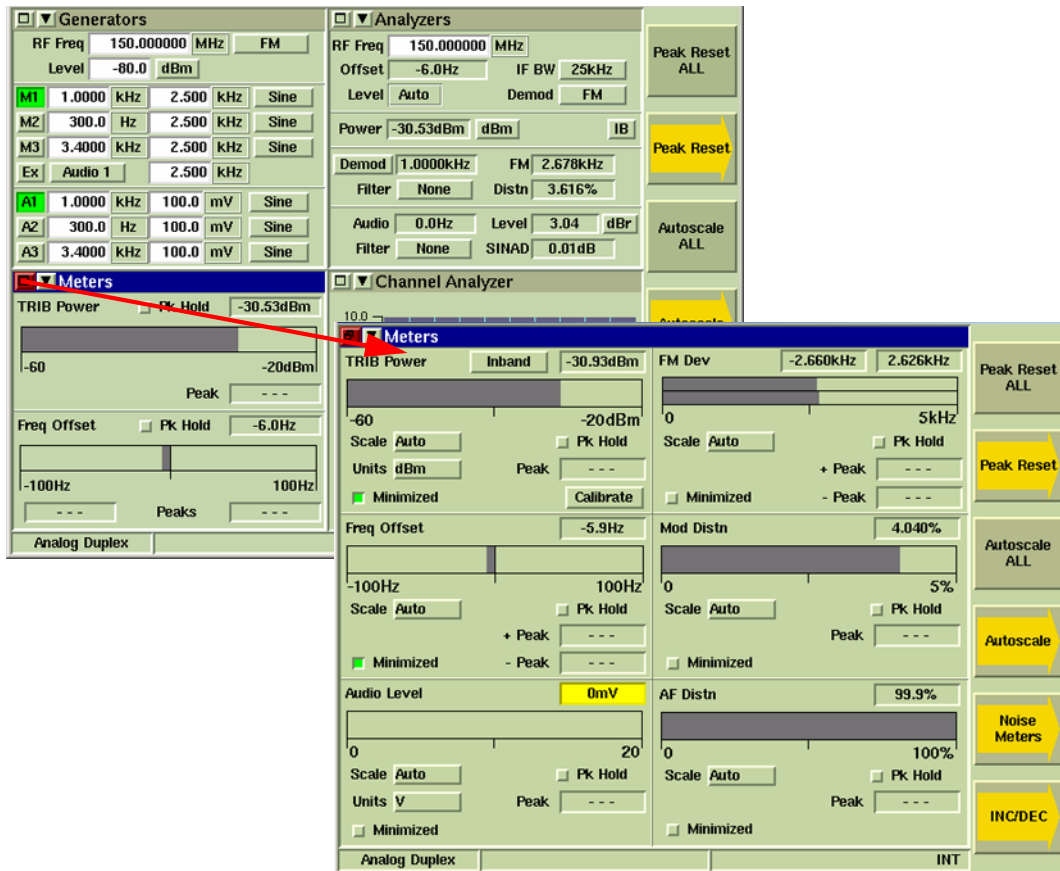 Generators
RF Freq 150.000000 MHz FM
Level -80.0 dBm
M1 1.0000 kHz 2.500 kHz Sine
M2 300.0 Hz 2.500 kHz Sine
M3 3.4000 kHz 2.500 kHz Sine
Ex Audio 1 2.500 kHz
A1 1.0000 kHz 100.0 mV Sine
A2 300.0 Hz 100.0 mV Sine
A3 3.4000 kHz 100.0 mV Sine
Analyzers
RF Freq 150.000000 MHz
Offset -6.0Hz IF BW 25kHz
Level Auto Demod FM
Power -30.53dBm dBm IB
Demod 1.0000kHz FM 2.678kHz
Filter None Distn 3.616%
Audio 0.0Hz Level 3.04 dBr
Filter None SINAD 0.01dB
Peak Reset
ALL
Peak Reset
Autoscale
ALL
Autoscale
Meters
TRIB Power Pk Hold -30.53dBm
-60 -20dBm
Peak - - -
Freq Offset Pk Hold -6.0Hz
-100Hz 100Hz
- - - Peaks - - -
Analog Duplex
Channel Analyzer
10.0
Meters
TRIB Power Inband -30.93dBm
-60 -20dBm
Scale Auto Pk Hold
Units dBm Peak - - -
Minimized Calibrate
FM Dev -2.660kHz 2.626kHz
0 5kHz
Scale Auto Pk Hold
+ Peak - - -
Minimized - Peak - - -
Freq Offset -5.9Hz
-100Hz 100Hz
Scale Auto Pk Hold
+ Peak - - -
Minimized - Peak - - -
Mod Distn 4.040%
0 5%
Scale Auto Pk Hold
Peak - - -
Minimized
Audio Level 0mV
0 20
Scale Auto Pk Hold
Units V Peak - - -
Minimized
AF Distn 99.9%
0 100%
Scale Auto Pk Hold
Peak - - -
Minimized
Peak Reset
ALL
Peak Reset
Autoscale
ALL
Autoscale
Noise
Meters
INC/DEC
Analog Duplex INT